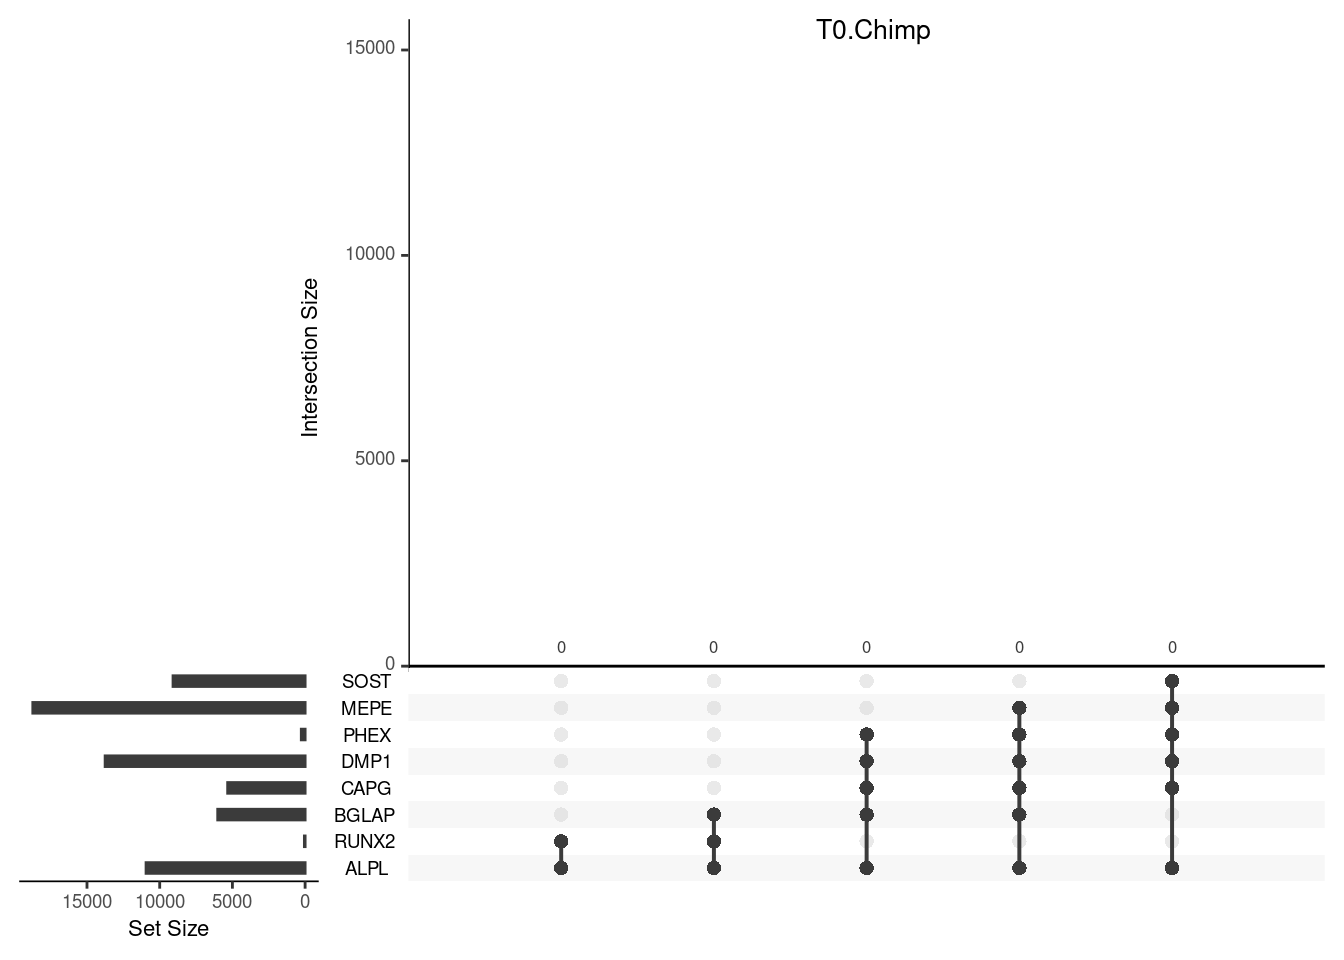 T0.Chimp
15000
10000
5000
0
Intersection Size
0 0 0 0 0
SOST
MEPE
PHEX
DMP1
CAPG
BGLAP
RUNX2
ALPL
15000 10000 5000 0
Set Size